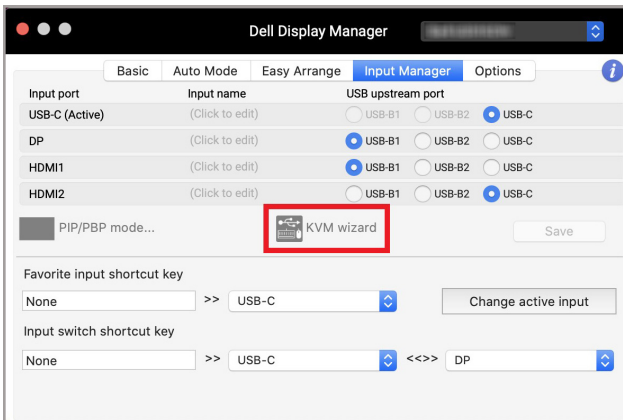 Dell Display Manager
Basic Auto Mode Easy Arrange Input Manager Options i
Input port Input name USB upstream port
USB-C (Active) (Click to edit) USB-B1 USB-B2 USB-C
DP (Click to edit) USB-B1 USB-B2 USB-C
HDMI1 (Click to edit) USB-B1 USB-B2 USB-C
HDMI2 (Click to edit) USB-B1 USB-B2 USB-C
PIP/PBP mode... KVM wizard Save
Favorite input shortcut key
None >> USB-C Change active input
Input switch shortcut key
None >> USB-C <<>> DP